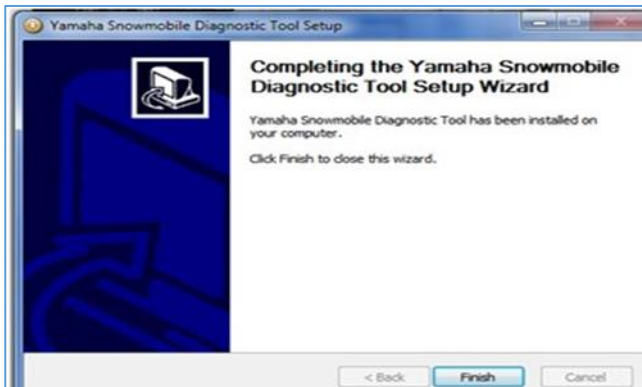 Yamaha Snowmobile Diagnostic Tool Setup
Completing the Yamaha Snowmobile
Diagnostic Tool Setup Wizard
Yamaha Snowmobile Diagnostic Tool has been installed on
your computer.
Click Finish to close this wizard.
< Back Finish Cancel